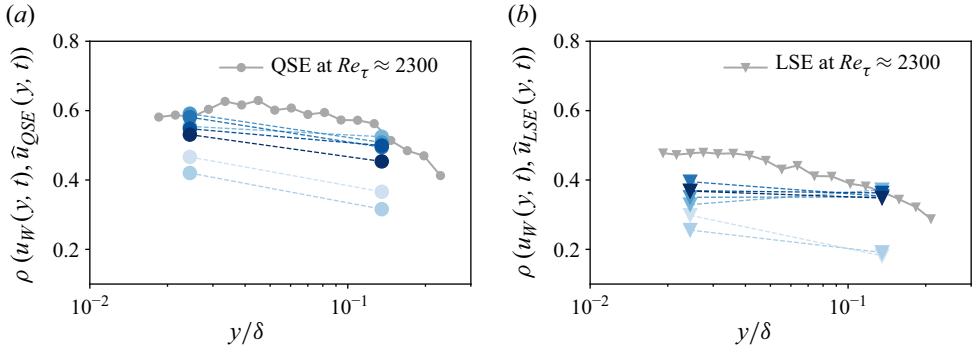 (a)
(b)
ρ (u_W (y, t), û_QSE (y, t))
0.8
0.6
0.4
0.2
QSE at Re_τ ≈ 2300
10⁻²
10⁻¹
y/δ
ρ (u_W (y, t), û_LSE (y, t))
0.8
0.6
0.4
0.2
LSE at Re_τ ≈ 2300
10⁻²
10⁻¹
y/δ